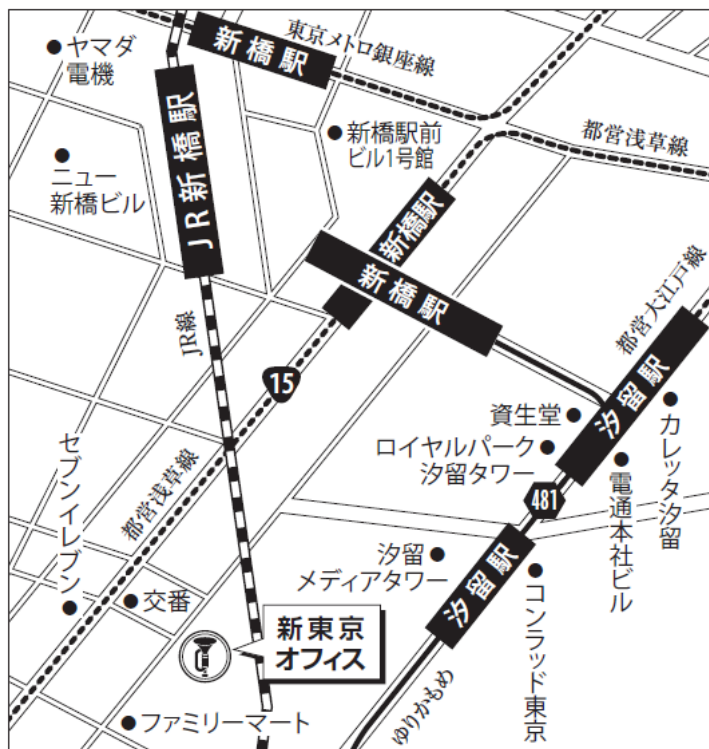 ヤマダ
電機
新橋駅
東京メトロ銀座線
JR新橋駅
新橋駅前
ビル1号館
都営浅草線
ニュー
新橋ビル
新橋駅
新橋駅
都営大江戸線
JR線
15
汐留駅
資生堂
ロイヤルパーク
汐留タワー
カレッタ汐留
電通本社ビル
481
セブンイレブン
都営浅草線
汐留
メディアタワー
汐留駅
コンラッド東京
交番
新東京
オフィス
ファミリーマート
ゆりかもめ